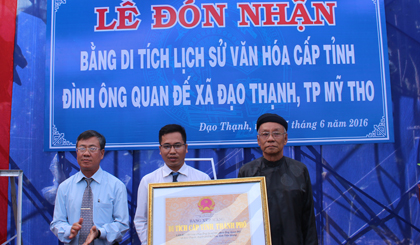 LỄ ĐÓN NHẬN
BẰNG DI TÍCH LỊCH SỬ VĂN HÓA CẤP TỈNH
ĐÌNH ÔNG QUAN ĐẾ XÃ ĐẠO THẠNH, TP MỸ THO
Đạo Thạnh, tháng 6 năm 2016